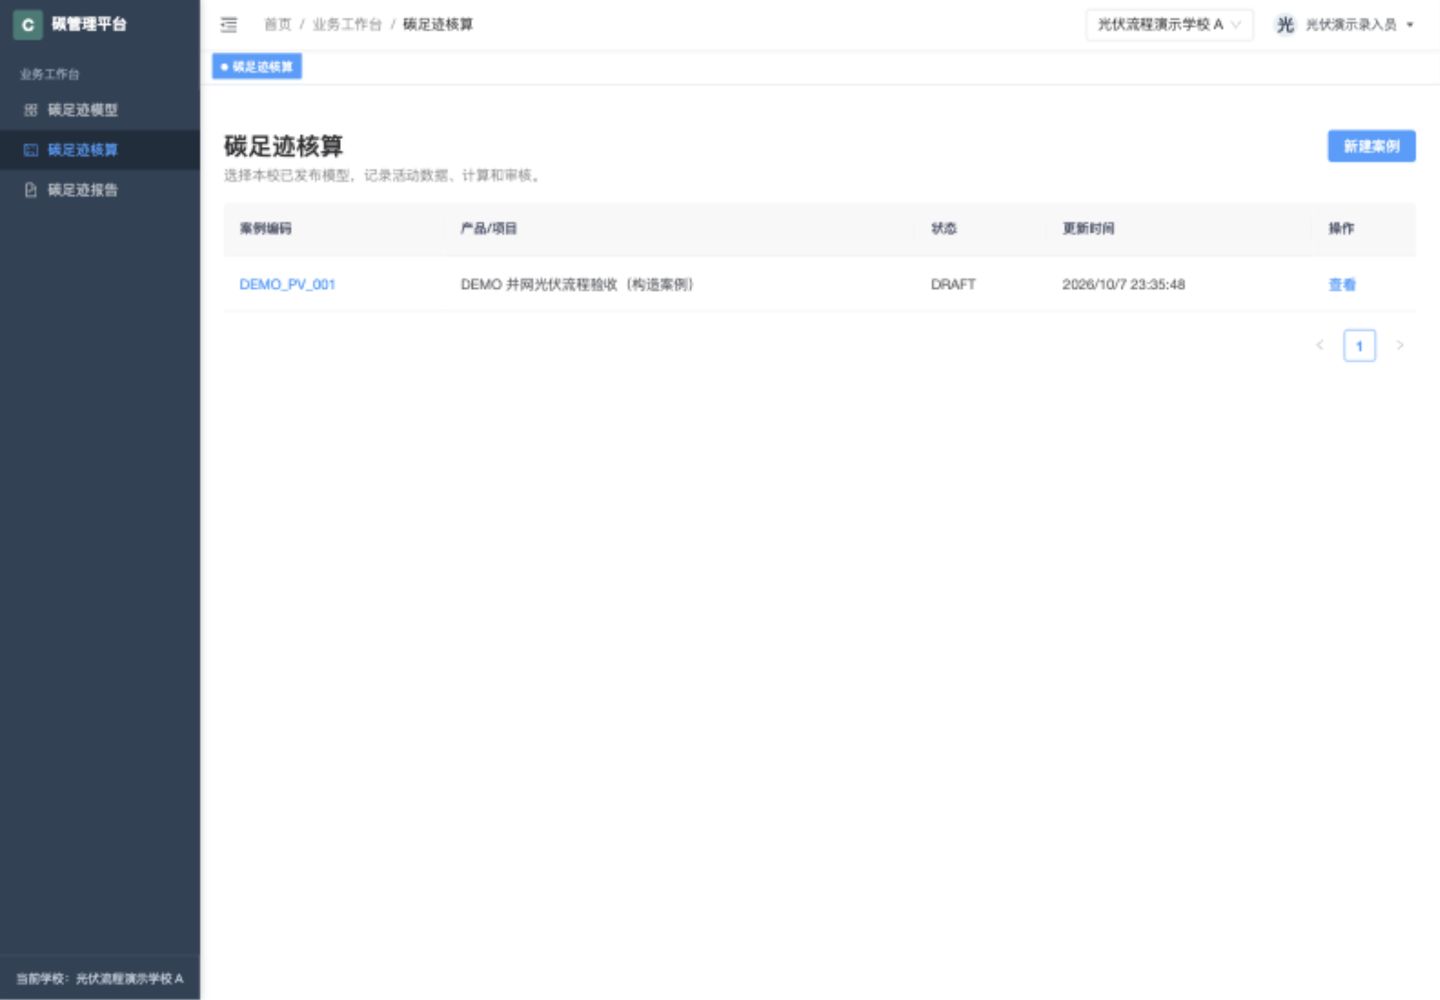 C 碳管理平台
首页 / 业务工作台 / 碳足迹核算
光伏流程演示学校 A
光 光伏演示录入员
业务工作台
碳足迹模型
碳足迹核算
碳足迹报告
碳足迹核算
碳足迹核算
新建案例
选择本校已发布模型，记录活动数据、计算和审核。
案例编码 产品/项目 状态 更新时间 操作
DEMO_PV_001 DEMO 并网光伏流程验收（构造案例） DRAFT 2026/10/7 23:35:48 查看
< 1 >
当前学校：光伏流程演示学校 A